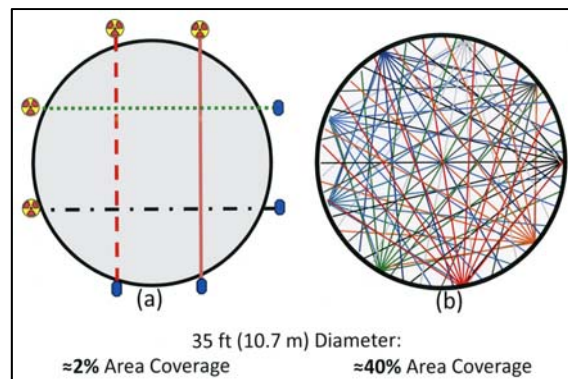 (a) (b)
35 ft (10.7 m) Diameter:
≈2% Area Coverage ≈40% Area Coverage